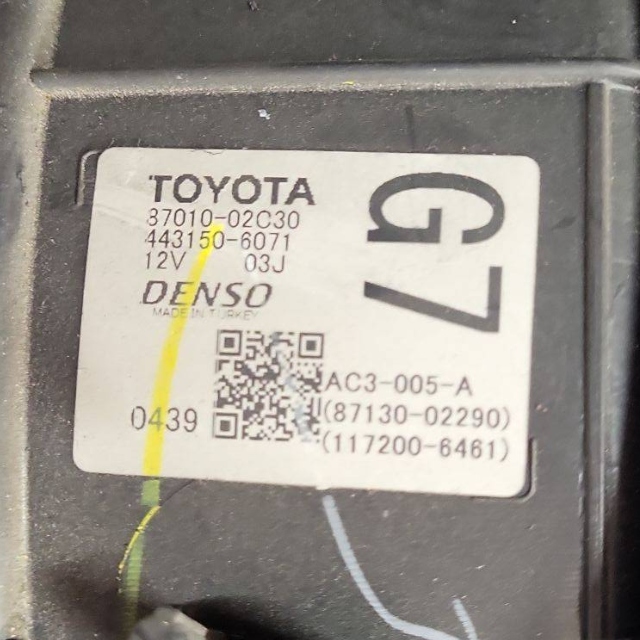 TOYOTA
87010-02C30
443150-6071
12V 03J
DENSO
MADE IN TURKEY
G7
AC3-005-A
0439
(87130-02290)
(117200-6461)